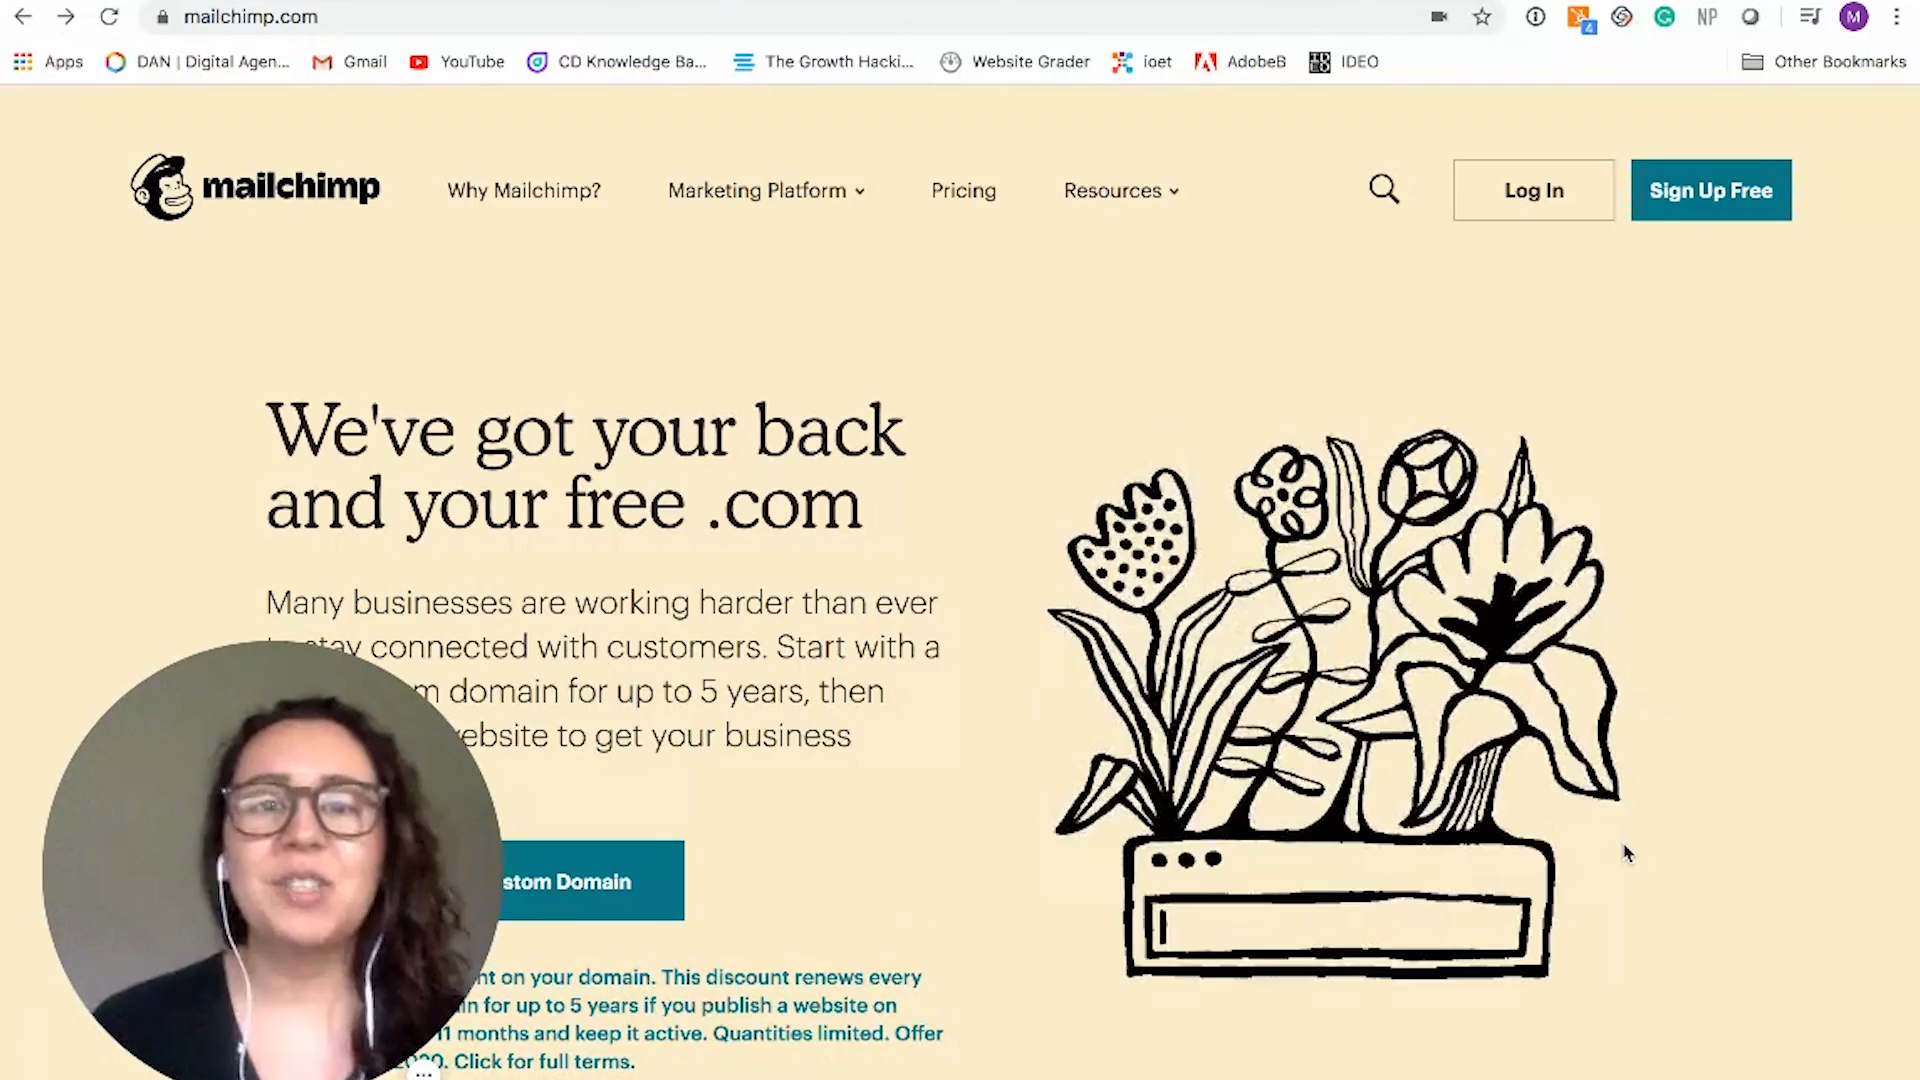 mailchimp.com
4
NP
M
Apps
DAN | Digital Agen...
Gmail
YouTube
CD Knowledge Ba...
The Growth Hacki...
Website Grader
ioet
AdobeB
IDEO
Other Bookmarks
mailchimp
Why Mailchimp?
Marketing Platform
Pricing
Resources
Log In
Sign Up Free
We've got your back
and your free .com
Many businesses are working harder than ever
stay connected with customers. Start with a
m domain for up to 5 years, then
ebsite to get your business
stom Domain
nt on your domain. This discount renews every
in for up to 5 years if you publish a website on
11 months and keep it active. Quantities limited. Offer
Click for full terms.